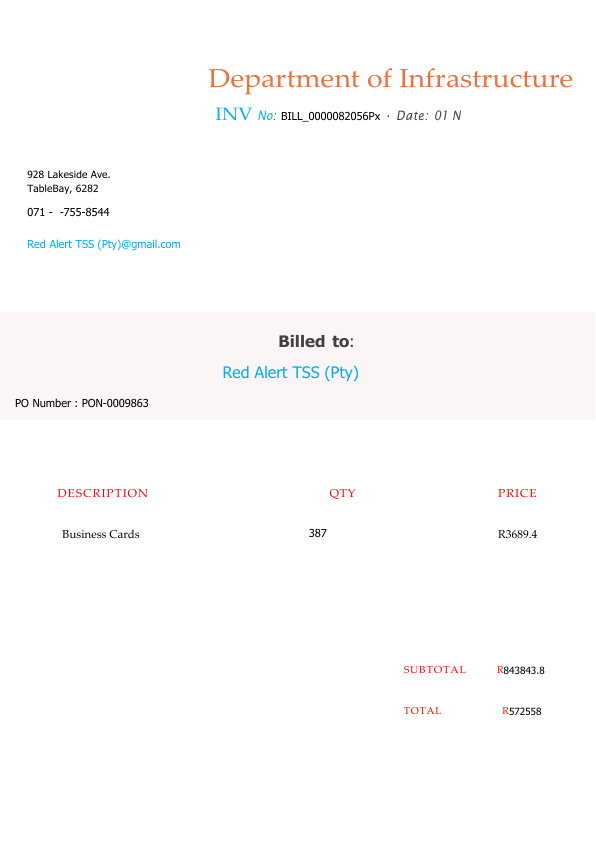 Department of Infrastructure
INV No: BILL_0000082056Px · Date: 01 N
928 Lakeside Ave.
TableBay, 6282
071 -  -755-8544
Red Alert TSS (Pty)@gmail.com
Billed to:
Red Alert TSS (Pty)
PO Number : PON-0009863
DESCRIPTION QTY PRICE
Business Cards 387 R3689.4
SUBTOTAL R843843.8
TOTAL R572558